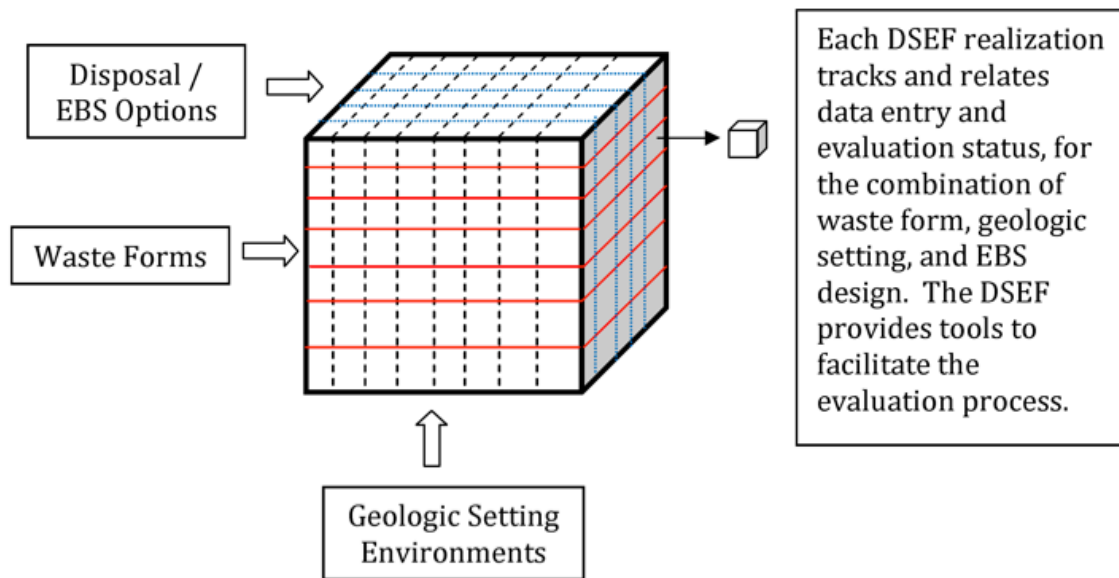 Disposal /
EBS Options
Waste Forms
Geologic Setting
Environments
Each DSEF realization
tracks and relates
data entry and
evaluation status, for
the combination of
waste form, geologic
setting, and EBS
design.  The DSEF
provides tools to
facilitate the
evaluation process.